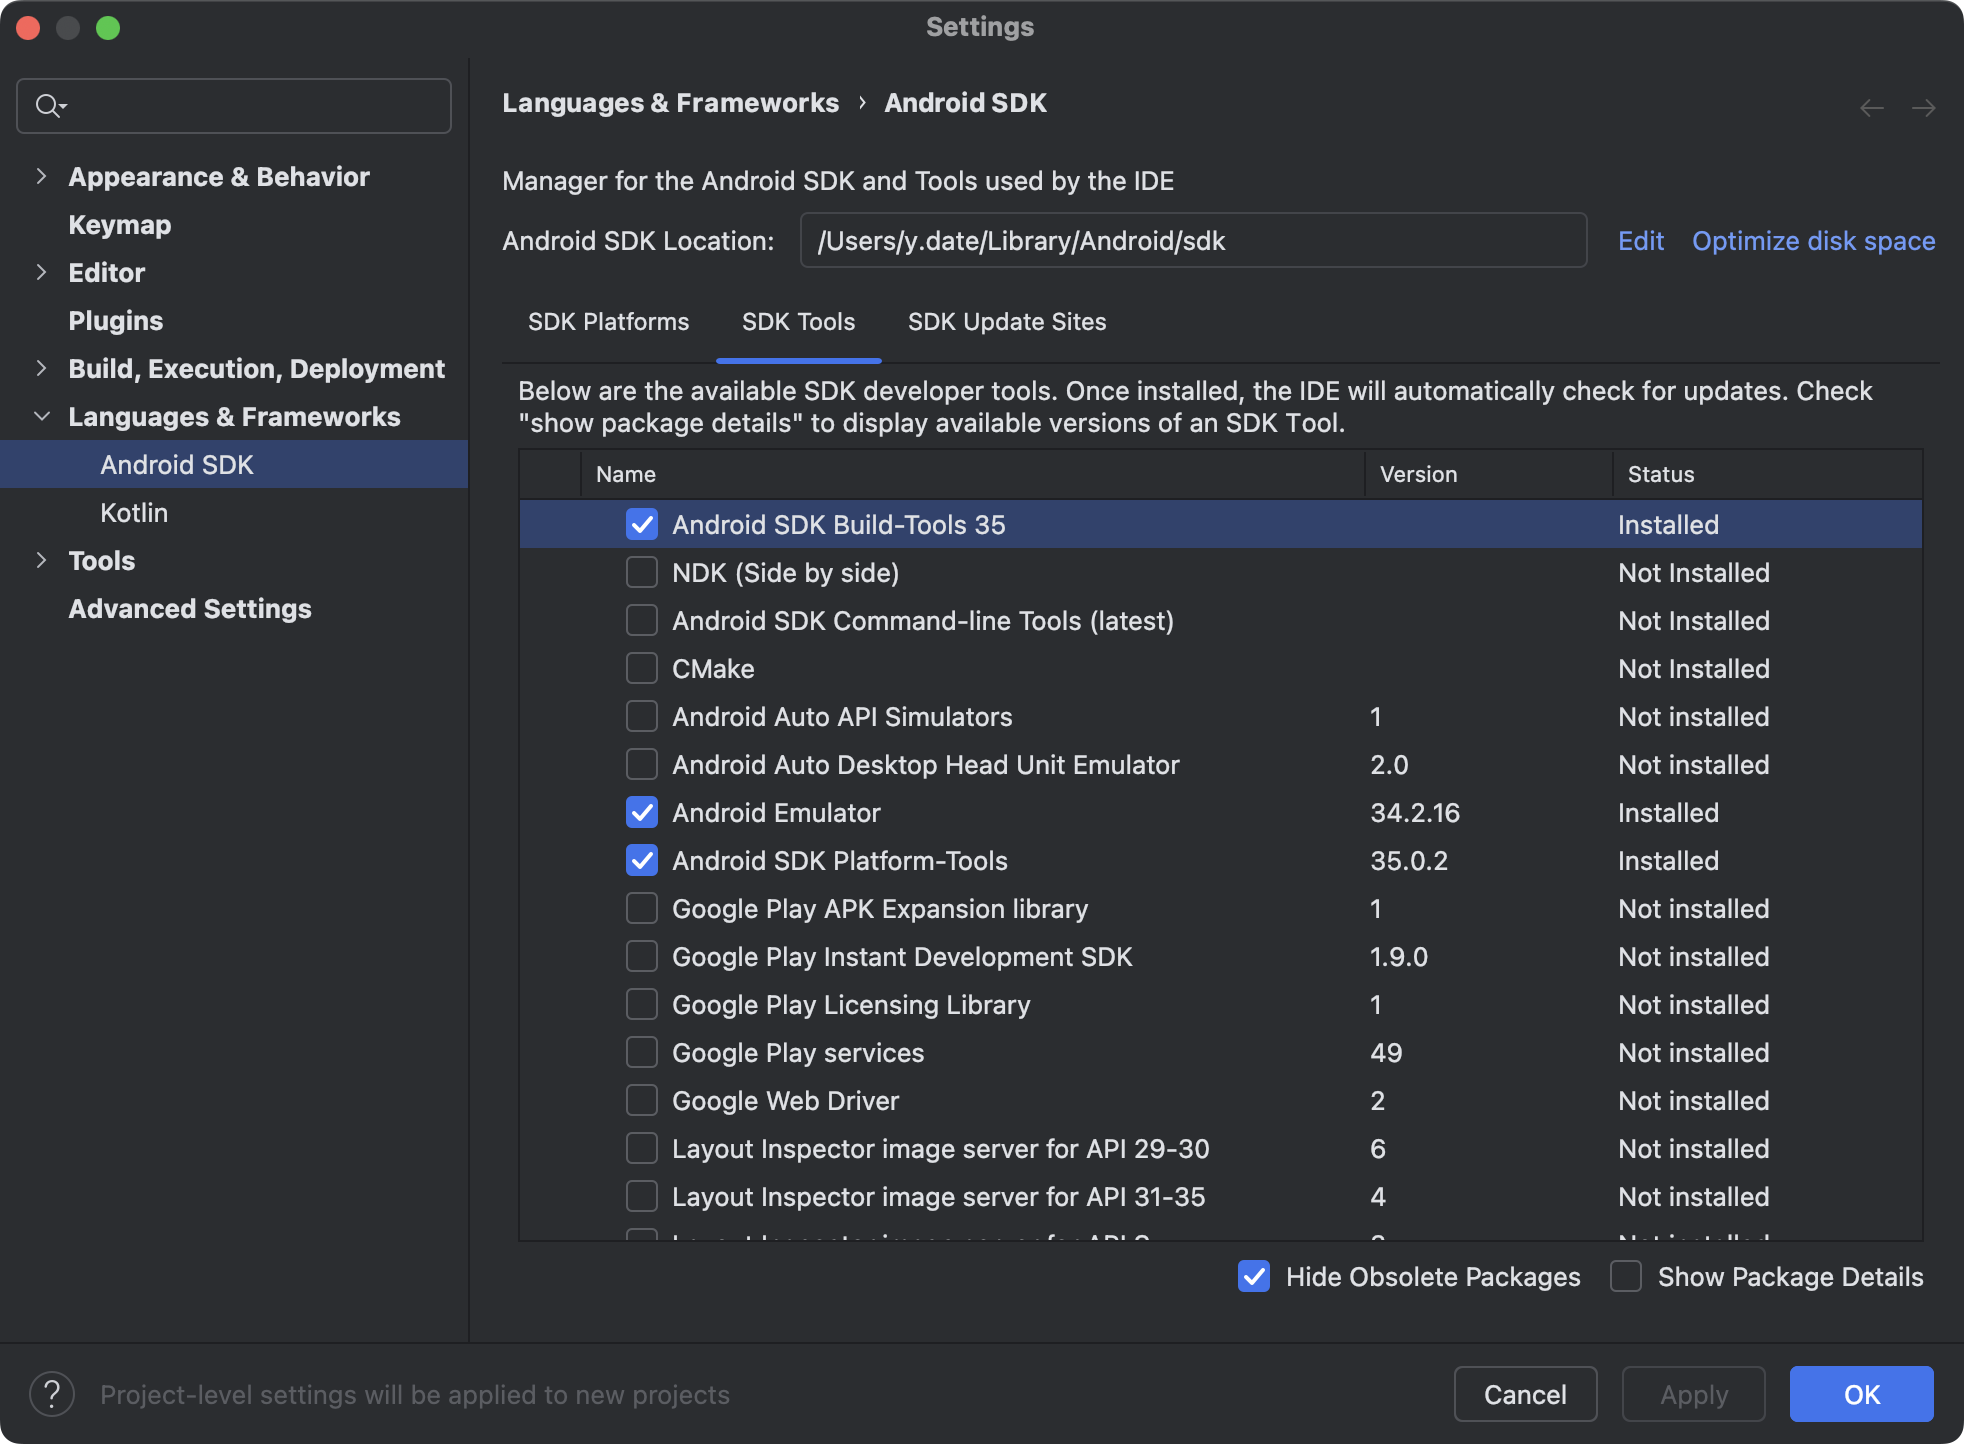 Settings
Languages & Frameworks › Android SDK
Appearance & Behavior
Keymap
Editor
Plugins
Build, Execution, Deployment
Languages & Frameworks
Android SDK
Kotlin
Tools
Advanced Settings
Manager for the Android SDK and Tools used by the IDE
Android SDK Location: /Users/y.date/Library/Android/sdk Edit Optimize disk space
SDK Platforms SDK Tools SDK Update Sites
Below are the available SDK developer tools. Once installed, the IDE will automatically check for updates. Check
"show package details" to display available versions of an SDK Tool.
Name Version Status
Android SDK Build-Tools 35 Installed
NDK (Side by side) Not Installed
Android SDK Command-line Tools (latest) Not Installed
CMake Not Installed
Android Auto API Simulators 1 Not installed
Android Auto Desktop Head Unit Emulator 2.0 Not installed
Android Emulator 34.2.16 Installed
Android SDK Platform-Tools 35.0.2 Installed
Google Play APK Expansion library 1 Not installed
Google Play Instant Development SDK 1.9.0 Not installed
Google Play Licensing Library 1 Not installed
Google Play services 49 Not installed
Google Web Driver 2 Not installed
Layout Inspector image server for API 29-30 6 Not installed
Layout Inspector image server for API 31-35 4 Not installed
Hide Obsolete Packages Show Package Details
? Project-level settings will be applied to new projects
Cancel Apply OK